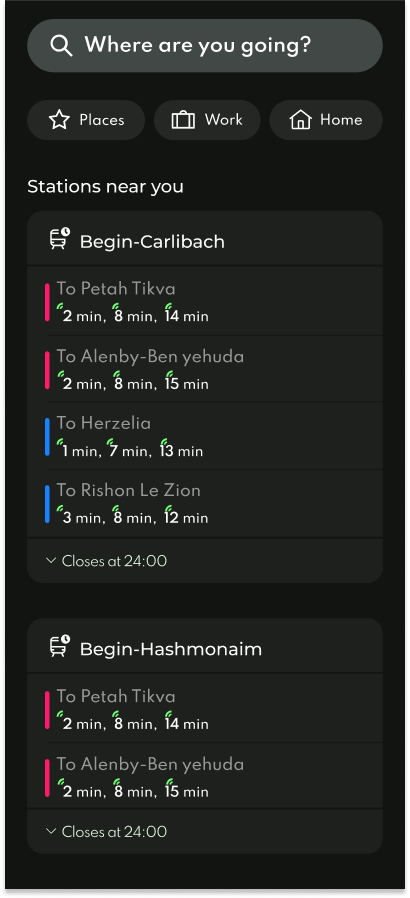 Where are you going?
Places
Work
Home
Stations near you
Begin-Carlibach
To Petah Tikva
2 min, 8 min, 14 min
To Alenby-Ben yehuda
2 min, 8 min, 15 min
To Herzelia
1 min, 7 min, 13 min
To Rishon Le Zion
3 min, 8 min, 12 min
Closes at 24:00
Begin-Hashmonaim
To Petah Tikva
2 min, 8 min, 14 min
To Alenby-Ben yehuda
2 min, 8 min, 15 min
Closes at 24:00